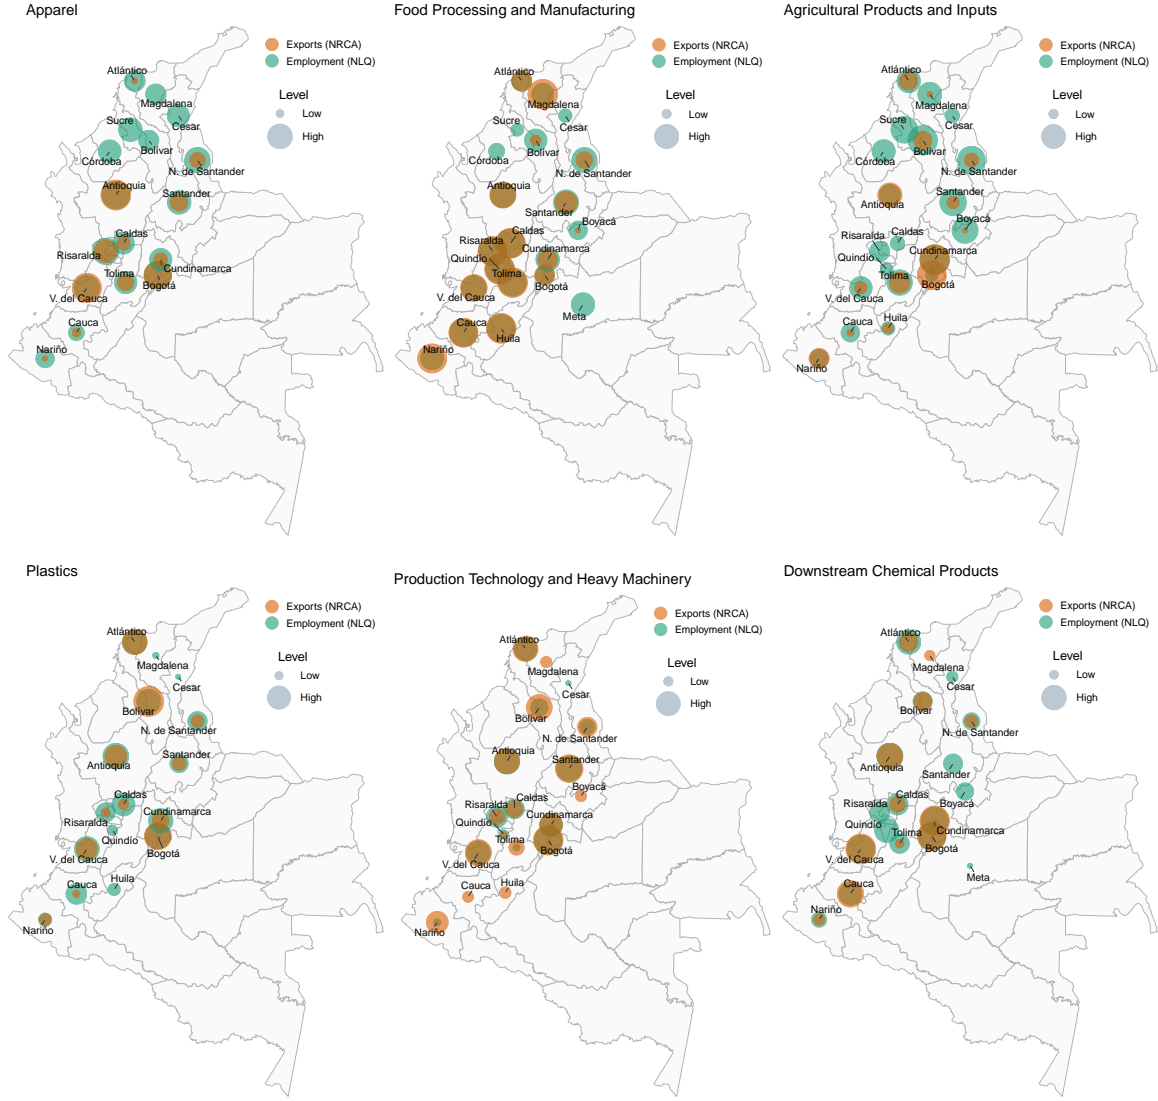 Apparel
Exports (NRCA)
Employment (NLQ)
Level
Low
High
Atlántico
Magdalena
Cesar
Sucre
Bolívar
Córdoba
N. de Santander
Antioquia
Santander
Caldas
Risaralda
Cundinamarca
Tolima
Bogotá
V. del Cauca
Cauca
Nariño
Food Processing and Manufacturing
Exports (NRCA)
Employment (NLQ)
Level
Low
High
Atlántico
Magdalena
Cesar
Sucre
Bolívar
Córdoba
N. de Santander
Antioquia
Santander
Boyacá
Caldas
Risaralda
Cundinamarca
Quindío
Tolima
Bogotá
V. del Cauca
Meta
Cauca
Huila
Nariño
Agricultural Products and Inputs
Exports (NRCA)
Employment (NLQ)
Level
Low
High
Atlántico
Magdalena
Cesar
Sucre
Bolívar
Córdoba
N. de Santander
Santander
Antioquia
Boyacá
Caldas
Risaralda
Cundinamarca
Quindío
Tolima
Bogotá
V. del Cauca
Huila
Cauca
Nariño
Plastics
Exports (NRCA)
Employment (NLQ)
Level
Low
High
Atlántico
Magdalena
Cesar
Bolívar
N. de Santander
Santander
Antioquia
Caldas
Cundinamarca
Risaralda
Quindío
Bogotá
V. del Cauca
Huila
Cauca
Nariño
Production Technology and Heavy Machinery
Exports (NRCA)
Employment (NLQ)
Level
Low
High
Atlántico
Magdalena
Cesar
Bolívar
N. de Santander
Antioquia
Santander
Boyacá
Caldas
Risaralda
Cundinamarca
Quindío
Tolima
Bogotá
V. del Cauca
Huila
Cauca
Nariño
Downstream Chemical Products
Exports (NRCA)
Employment (NLQ)
Level
Low
High
Atlántico
Magdalena
Cesar
Bolívar
N. de Santander
Antioquia
Santander
Caldas
Boyacá
Risaralda
Quindío
Cundinamarca
Tolima
Bogotá
V. del Cauca
Meta
Cauca
Nariño